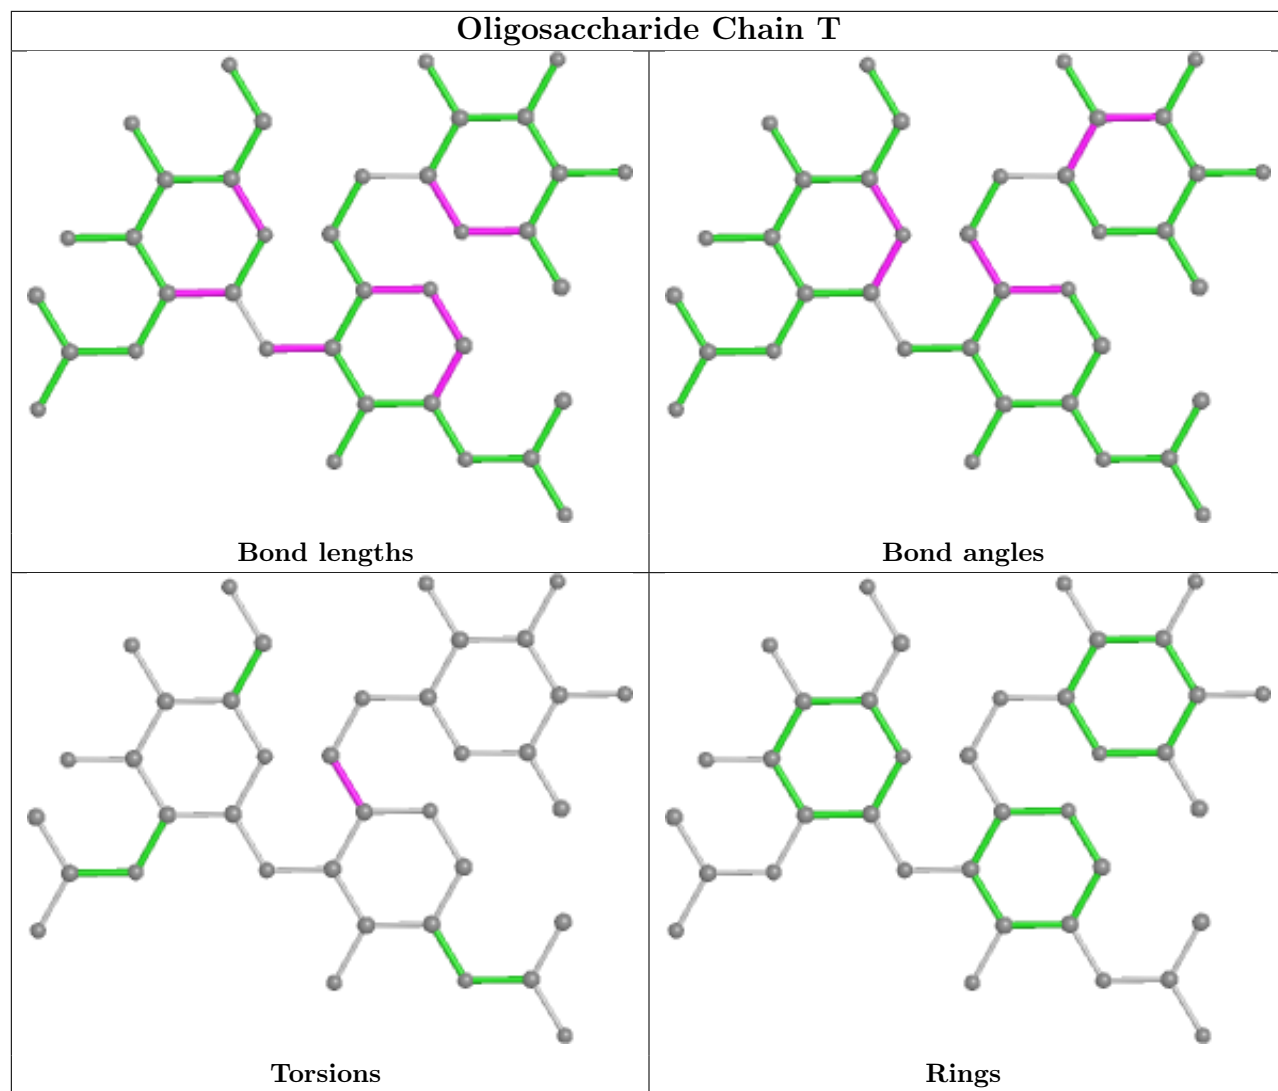 Oligosaccharide Chain T
Bond lengths
Bond angles
Torsions
Rings